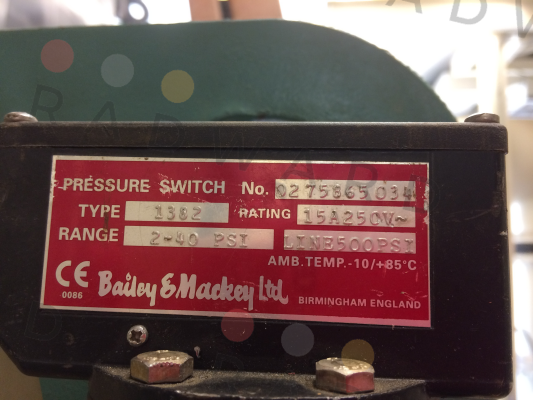 PRESSURE SWITCH No. 0275865034
TYPE 1382 RATING 15A250V~
RANGE 2~40 PSI LINE500PSI
AMB.TEMP.-10/+85°C
CE
0086 Bailey & Mackey Ltd.
BIRMINGHAM ENGLAND